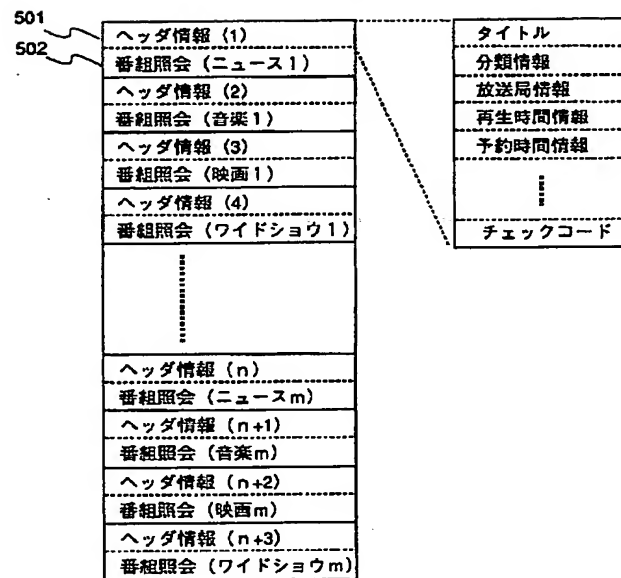 501
502
ヘッダ情報 (1)
番組照会 (ニュース1)
ヘッダ情報 (2)
番組照会 (音楽1)
ヘッダ情報 (3)
番組照会 (映画1)
ヘッダ情報 (4)
番組照会 (ワイドショウ1)
ヘッダ情報 (n)
番組照会 (ニュースm)
ヘッダ情報 (n+1)
番組照会 (音楽m)
ヘッダ情報 (n+2)
番組照会 (映画m)
ヘッダ情報 (n+3)
番組照会 (ワイドショウm)
タイトル
分類情報
放送局情報
再生時間情報
予約時間情報
チェックコード